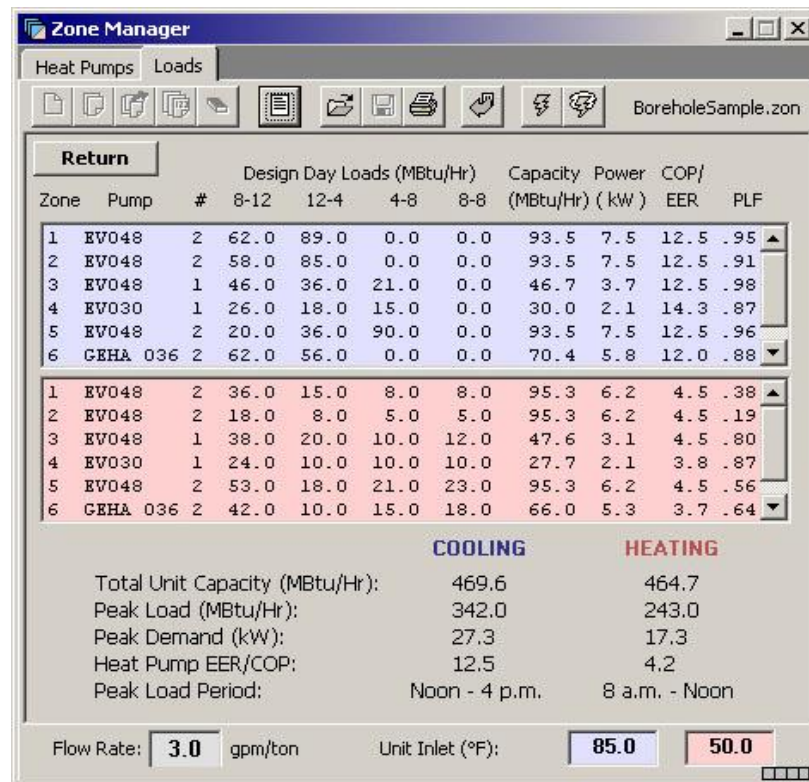 Zone Manager
Heat Pumps Loads
BoreholeSample.zon
Return
Design Day Loads (MBtu/Hr) Capacity Power COP/
Zone Pump # 8-12 12-4 4-8 8-8 (MBtu/Hr) ( kW ) EER PLF
1 EV048 2 62.0 89.0 0.0 0.0 93.5 7.5 12.5 .95
2 EV048 2 58.0 85.0 0.0 0.0 93.5 7.5 12.5 .91
3 EV048 1 46.0 36.0 21.0 0.0 46.7 3.7 12.5 .98
4 EV030 1 26.0 18.0 15.0 0.0 30.0 2.1 14.3 .87
5 EV048 2 20.0 36.0 90.0 0.0 93.5 7.5 12.5 .96
6 GEHA 036 2 62.0 56.0 0.0 0.0 70.4 5.8 12.0 .88
1 EV048 2 36.0 15.0 8.0 8.0 95.3 6.2 4.5 .38
2 EV048 2 18.0 8.0 5.0 5.0 95.3 6.2 4.5 .19
3 EV048 1 38.0 20.0 10.0 12.0 47.6 3.1 4.5 .80
4 EV030 1 24.0 10.0 10.0 10.0 27.7 2.1 3.8 .87
5 EV048 2 53.0 18.0 21.0 23.0 95.3 6.2 4.5 .56
6 GEHA 036 2 42.0 10.0 15.0 18.0 66.0 5.3 3.7 .64
COOLING HEATING
Total Unit Capacity (MBtu/Hr): 469.6 464.7
Peak Load (MBtu/Hr): 342.0 243.0
Peak Demand (kW): 27.3 17.3
Heat Pump EER/COP: 12.5 4.2
Peak Load Period: Noon - 4 p.m. 8 a.m. - Noon
Flow Rate: 3.0 gpm/ton Unit Inlet (°F): 85.0 50.0